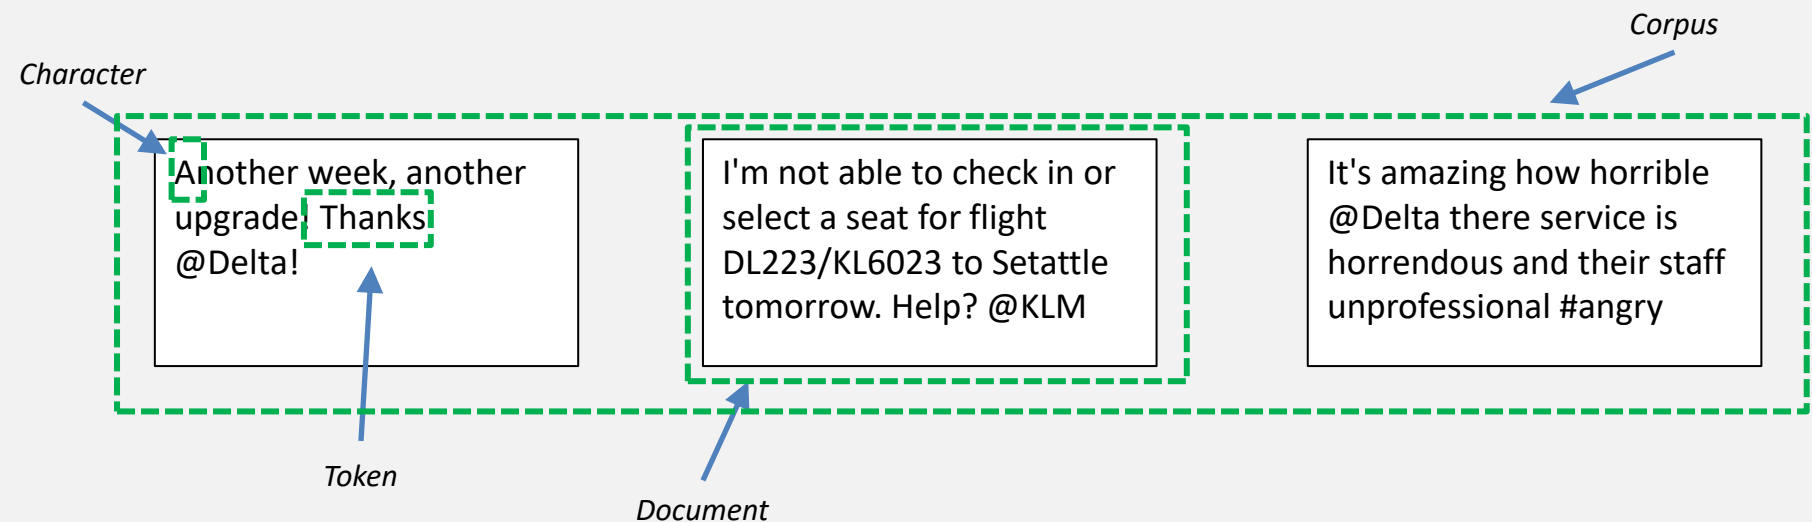 Corpus
Character
Another week, another
upgrade! Thanks
@Delta!
I'm not able to check in or
select a seat for flight
DL223/KL6023 to Setattle
tomorrow. Help? @KLM
It's amazing how horrible
@Delta there service is
horrendous and their staff
unprofessional #angry
Token
Document